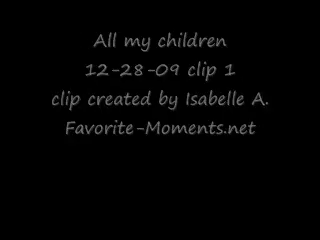 All my children
12-28-09 clip 1
clip created by Isabelle A.
Favorite-Moments.net